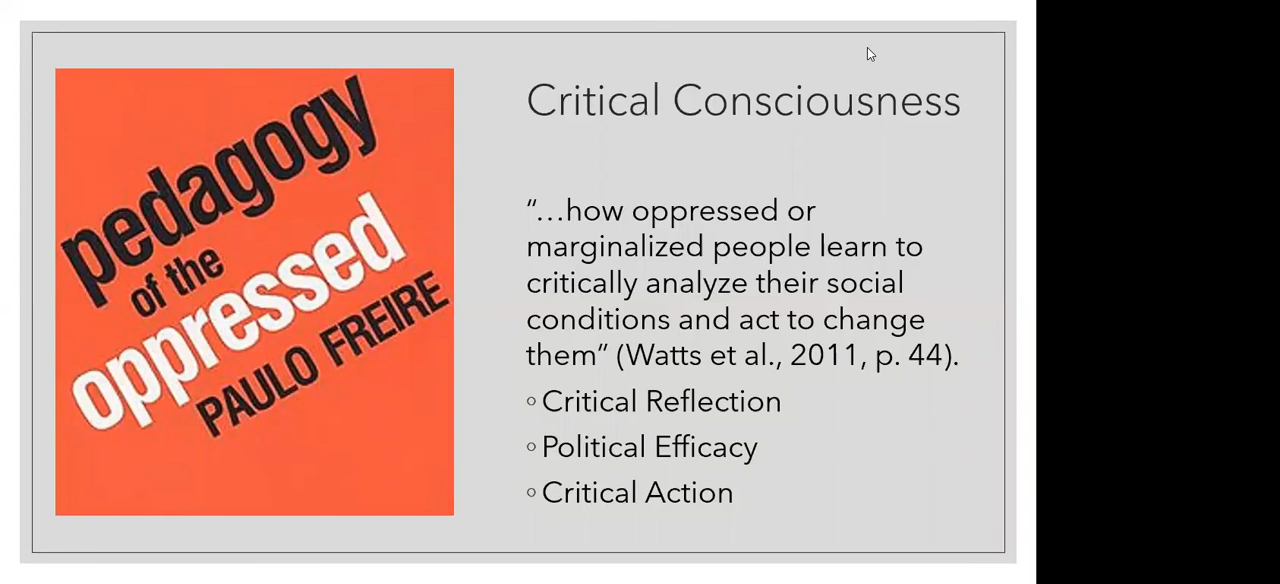 pedagogy
of the
oppressed
PAULO FREIRE
Critical Consciousness
“…how oppressed or
marginalized people learn to
critically analyze their social
conditions and act to change
them” (Watts et al., 2011, p. 44).
◦ Critical Reflection
◦ Political Efficacy
◦ Critical Action